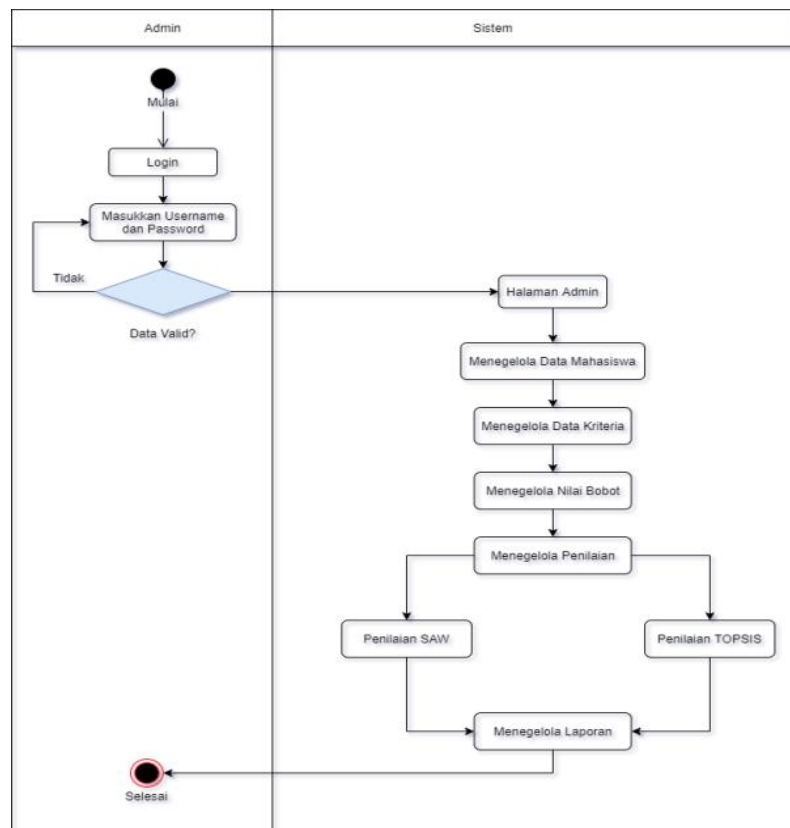 Admin
Sistem
Mulai
Login
Masukkan Username
dan Password
Tidak
Data Valid?
Halaman Admin
Menegelola Data Mahasiswa
Menegelola Data Kriteria
Menegelola Nilai Bobot
Menegelola Penilaian
Penilaian SAW
Penilaian TOPSIS
Menegelola Laporan
Selesai